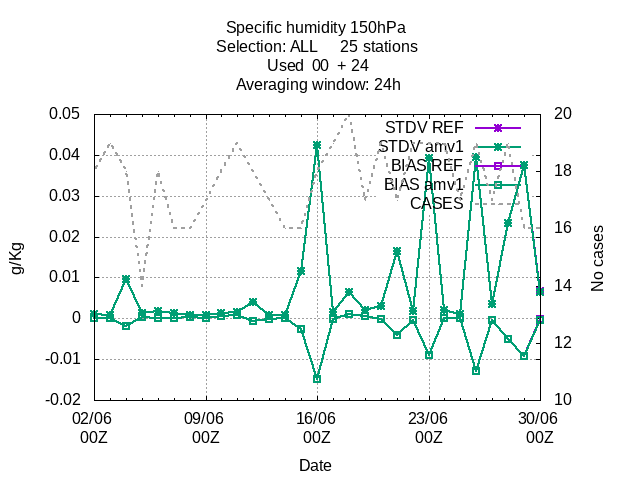 Specific humidity 150hPa
Selection: ALL     25 stations
Used  00  + 24
Averaging window: 24h
0.05
0.04
0.03
0.02
0.01
0
-0.01
-0.02
g/Kg
20
18
16
14
12
10
No cases
STDV REF
STDV amv1
BIAS REF
BIAS amv1
CASES
02/06 09/06 16/06 23/06 30/06
00Z 00Z 00Z 00Z 00Z
Date